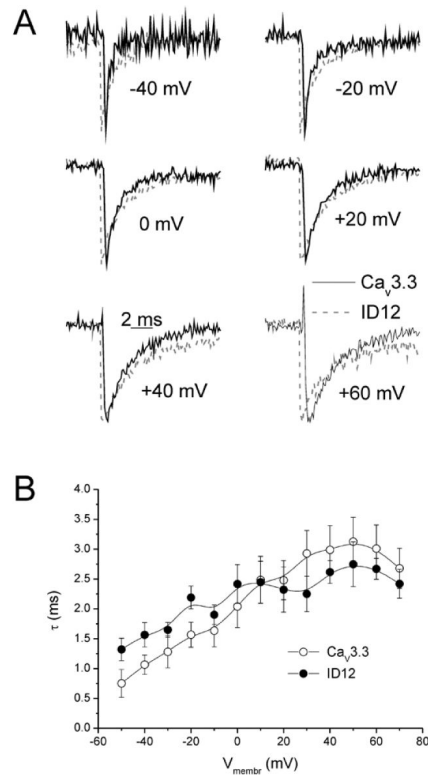 A
-40 mV
-20 mV
0 mV
+20 mV
Cav3.3
ID12
2 ms
+40 mV
+60 mV
B
4.0
3.5
3.0
2.5
2.0
1.5
1.0
0.5
0.0
τ (ms)
Cav3.3
ID12
-60 -40 -20 0 20 40 60 80
Vmembr (mV)